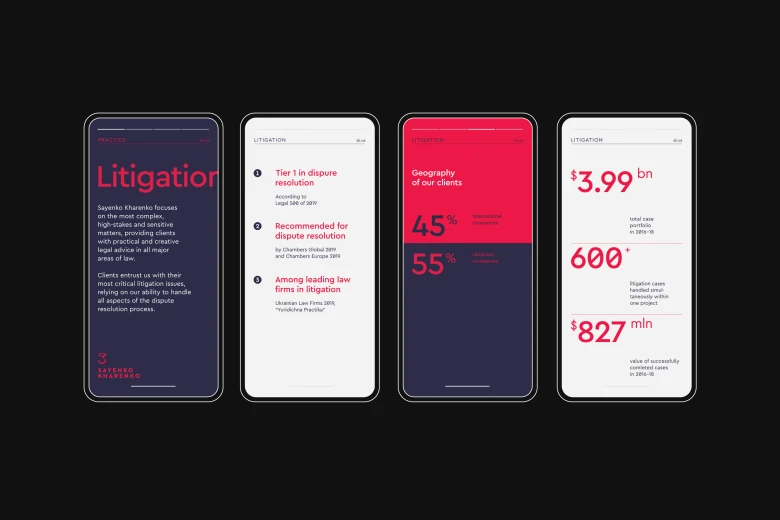 PRACTICE
Litigation
Sayenko Kharenko focuses
on the most complex,
high-stakes and sensitive
matters, providing clients
with practical and creative
legal advice in all major
areas of law.
Clients entrust us with their
most critical litigation issues,
relying on our ability to handle
all aspects of the dispute
resolution process.
SAYENKO
KHARENKO
LITIGATION
1
Tier 1 in dispure
resolution
According to
Legal 500 of 2019
2
Recommended for
dispute resolution
by Chambers Global 2019
and Chambers Europe 2019
3
Among leading law
firms in litigation
Ukrainian Law Firms 2019,
"Yuridichna Practika"
LITIGATION
Geography
of our clients
45%
international
companies
55%
Ukrainian
companies
LITIGATION
$3.99 bn
total case
portfolio
in 2016-18
600+
litigation cases
handled simul-
taneously within
one project
$827 mln
value of successfully
comleted cases
in 2016-18